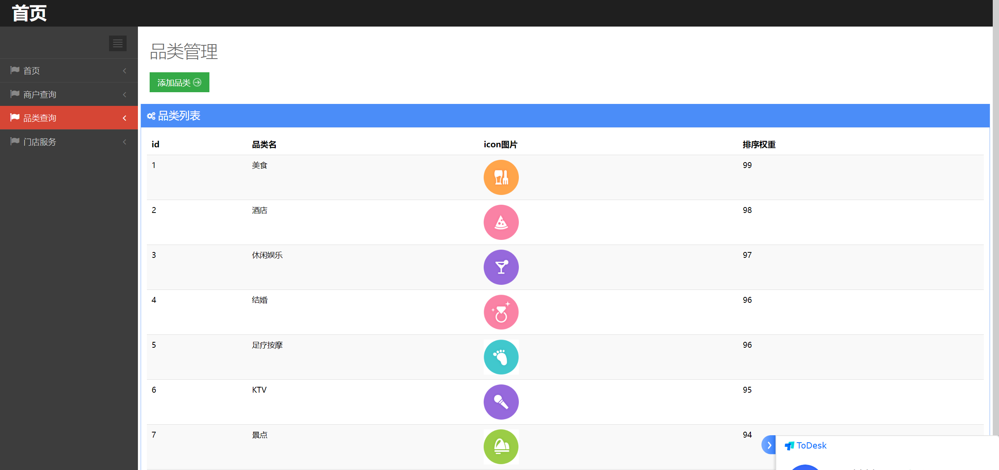 首页
首页
商户查询
品类查询
门店服务
品类管理
添加品类
品类列表
id 品类名 icon图片 排序权重
1 美食 99
2 酒店 98
3 休闲娱乐 97
4 结婚 96
5 足疗按摩 96
6 KTV 95
7 景点 94
ToDesk